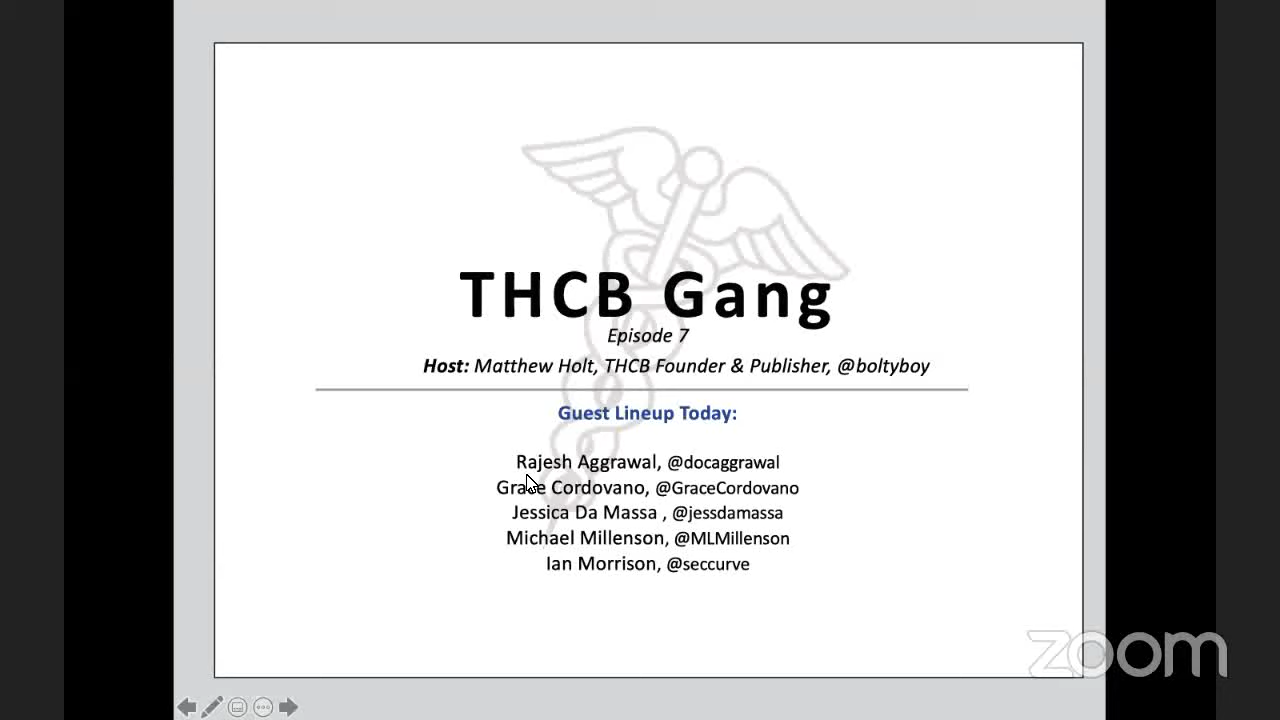 THCB Gang
Episode 7
Host: Matthew Holt, THCB Founder & Publisher, @boltyboy
Guest Lineup Today:
Rajesh Aggrawal, @docaggrawal
Grace Cordovano, @GraceCordovano
Jessica Da Massa , @jessdamassa
Michael Millenson, @MLMillenson
Ian Morrison, @seccurve
zoom